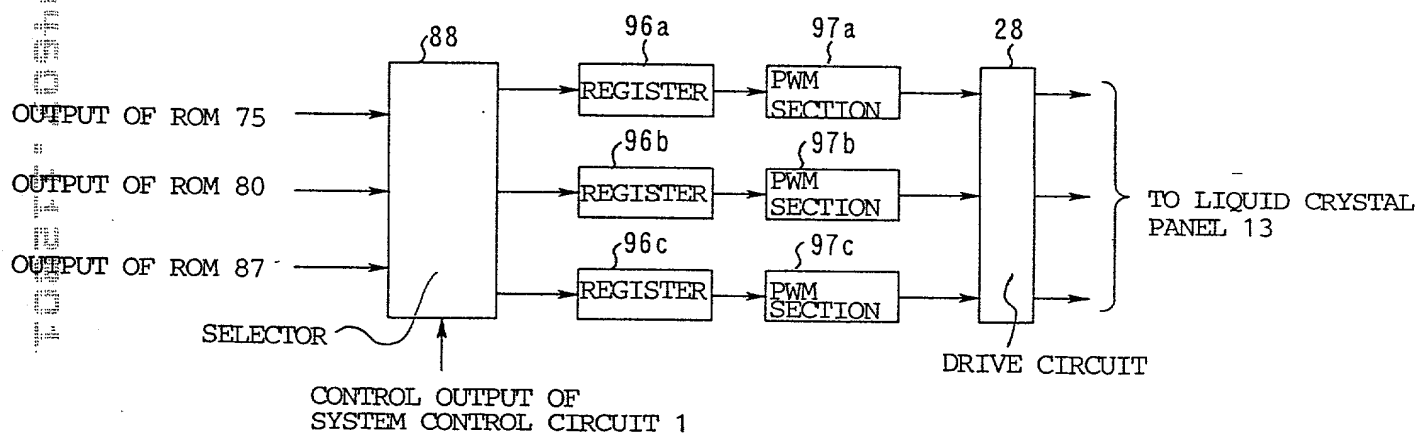 88
96a
97a
28
REGISTER
PWM
SECTION
OUTPUT OF ROM 75
96b
97b
OUTPUT OF ROM 80
REGISTER
PWM
SECTION
TO LIQUID CRYSTAL
PANEL 13
96c
97c
OUTPUT OF ROM 87
REGISTER
PWM
SECTION
SELECTOR
DRIVE CIRCUIT
CONTROL OUTPUT OF
SYSTEM CONTROL CIRCUIT 1